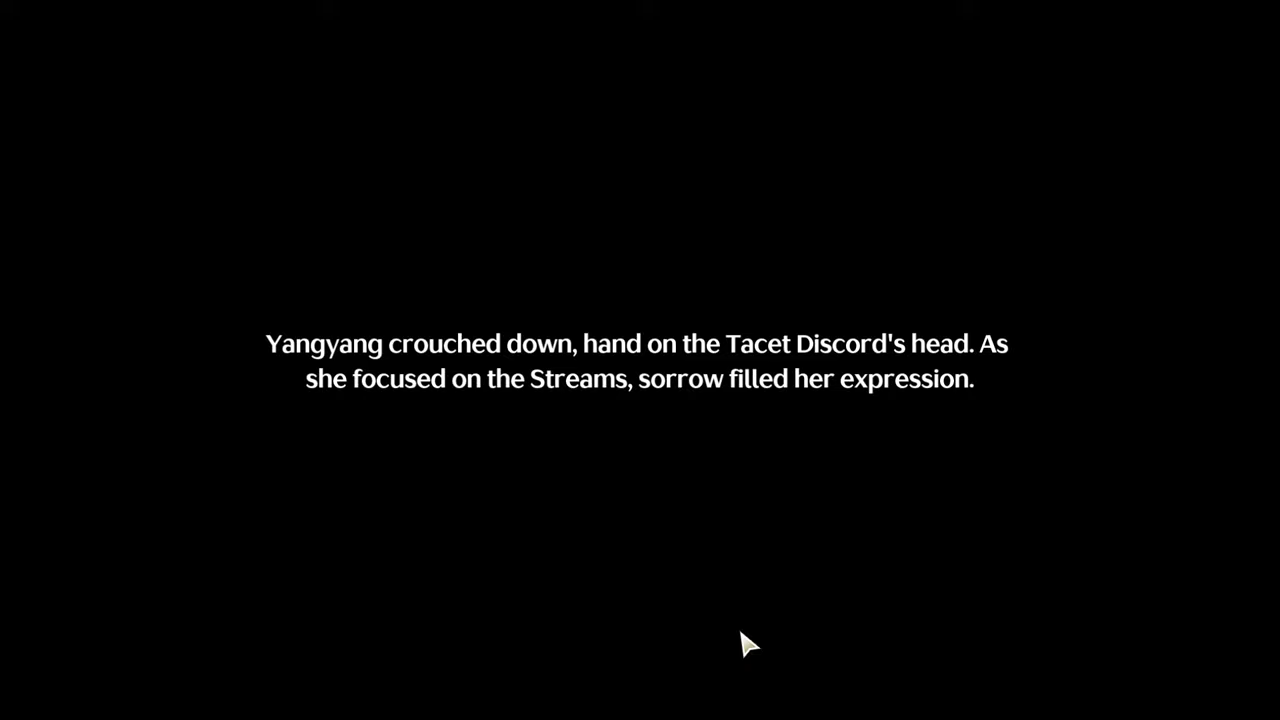 Yangyang crouched down, hand on the Tacet Discord's head. As
she focused on the Streams, sorrow filled her expression.